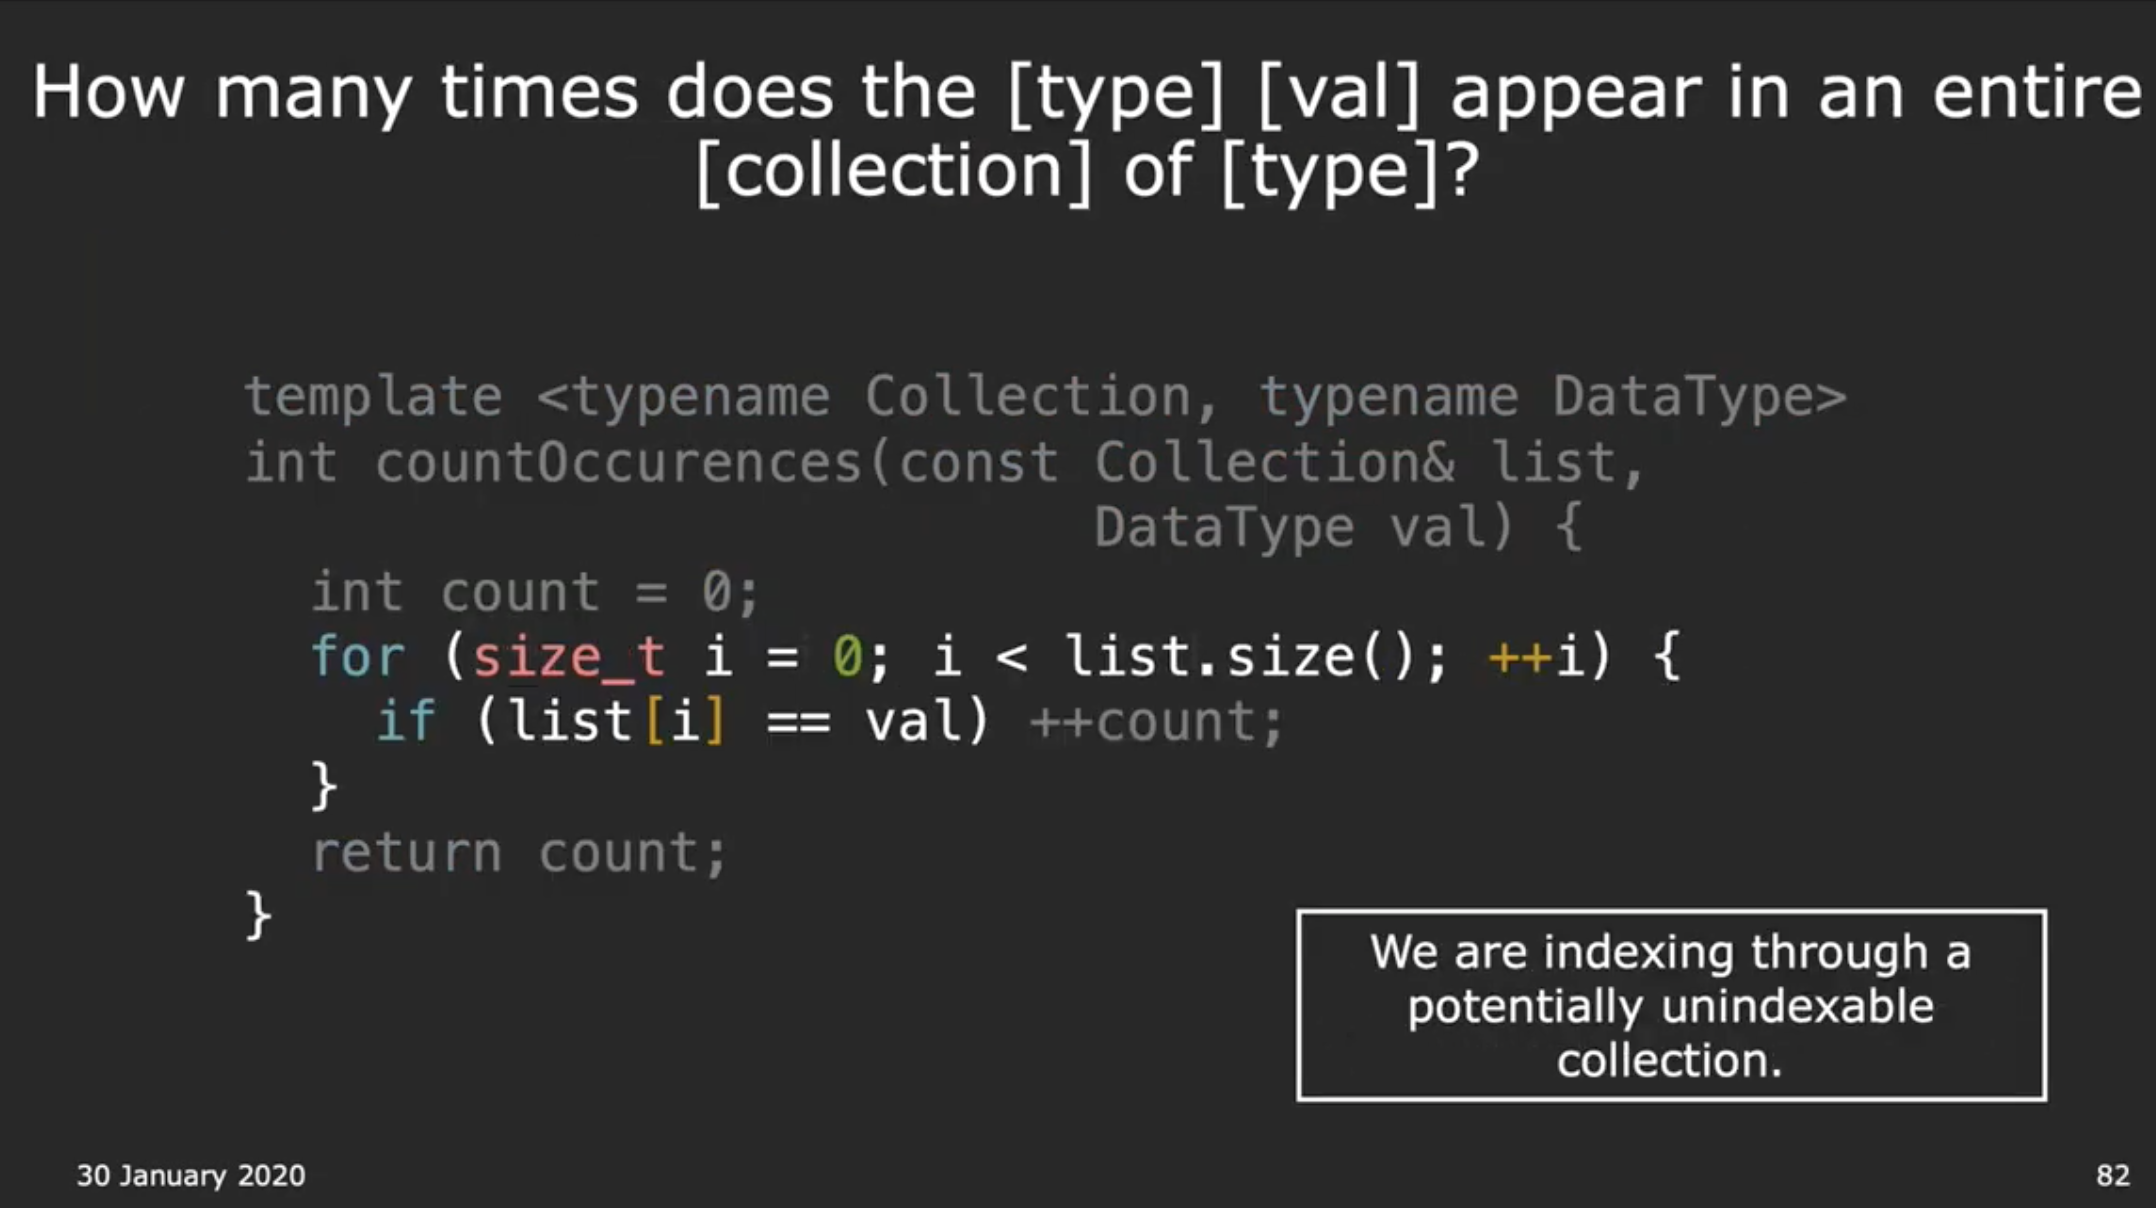 How many times does the [type] [val] appear in an entire
[collection] of [type]?
template <typename Collection, typename DataType>
int countOccurences(const Collection& list,
DataType val) {
int count = 0;
for (size_t i = 0; i < list.size(); ++i) {
if (list[i] == val) ++count;
}
return count;
}
We are indexing through a
potentially unindexable
collection.
30 January 2020
82